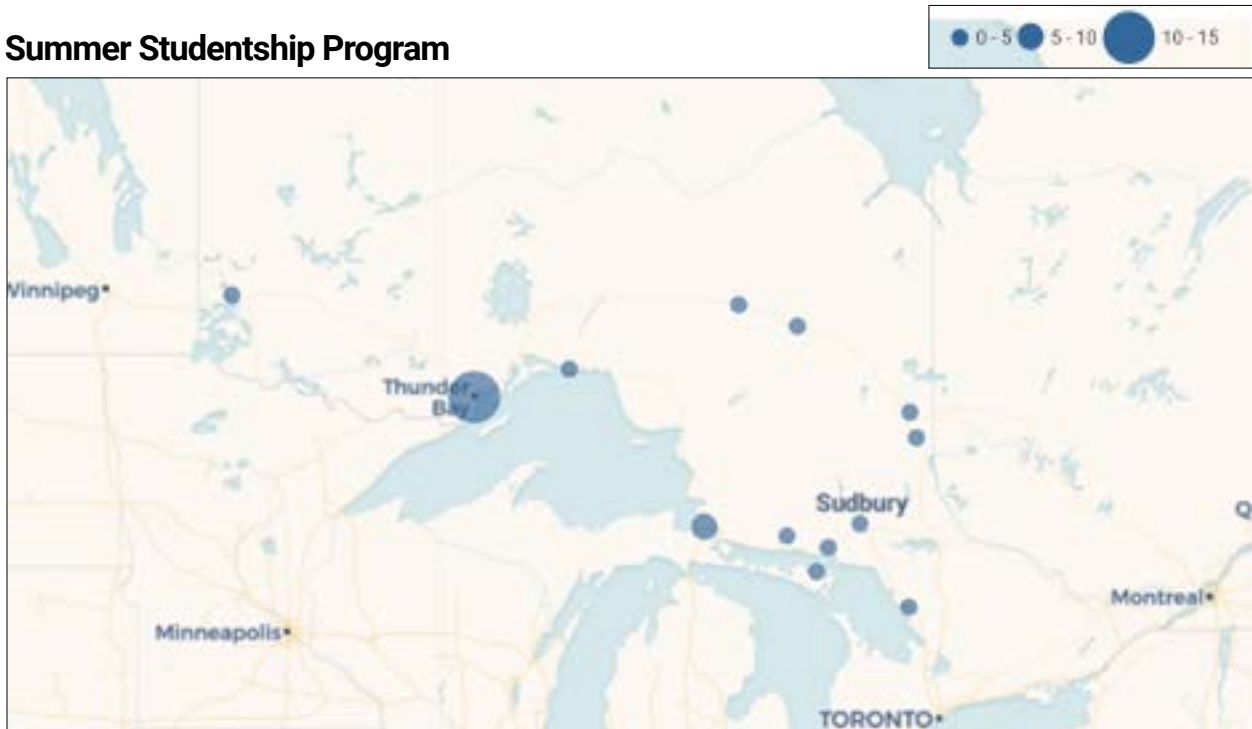 Summer Studentship Program
0 - 5 5 - 10 10 - 15
Winnipeg
Thunder
Bay
Sudbury
Q
Montreal
Minneapolis
TORONTO